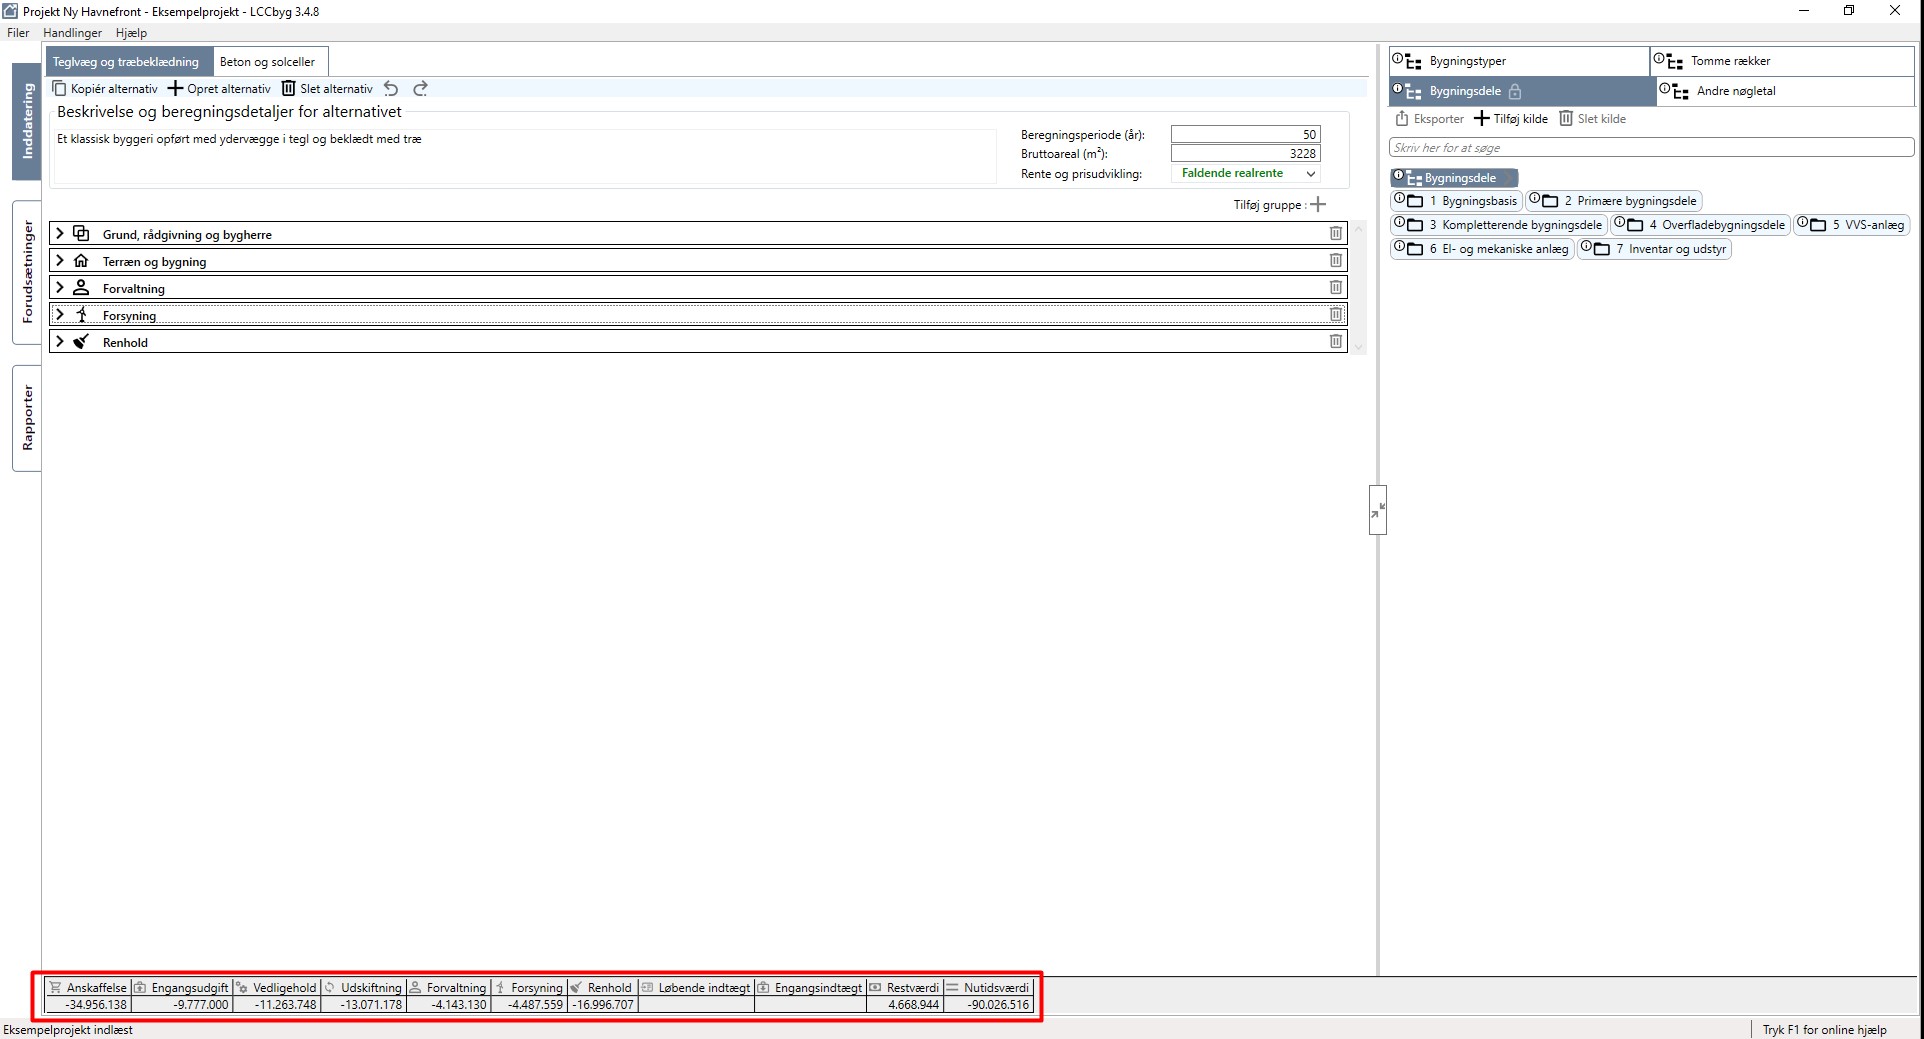 Projekt Ny Havnefront - Eksempelprojekt - LCCbyg 3.4.8
Filer Handlinger Hjælp
Inddatering
Forudsætninger
Rapporter
Teglvæg og træbeklædning Beton og solceller
Kopiér alternativ Opret alternativ Slet alternativ
Beskrivelse og beregningsdetaljer for alternativet
Et klassisk byggeri opført med ydervægge i tegl og beklædt med træ
Beregningsperiode (år): 50
Bruttoareal (m²): 3228
Rente og prisudvikling: Faldende realrente
Tilføj gruppe :
Grund, rådgivning og bygherre
Terræn og bygning
Forvaltning
Forsyning
Renhold
Bygningstyper Tomme rækker
Bygningsdele Andre nøgletal
Eksporter Tilføj kilde Slet kilde
Skriv her for at søge
Bygningsdele
1 Bygningsbasis 2 Primære bygningsdele
3 Kompletterende bygningsdele 4 Overfladebygningsdele 5 VVS-anlæg
6 El- og mekaniske anlæg 7 Inventar og udstyr
Anskaffelse Engangsudgift Vedligehold Udskiftning Forvaltning Forsyning Renhold Løbende indtægt Engangsindtægt Restværdi Nutidsværdi
-34.956.138 -9.777.000 -11.263.748 -13.071.178 -4.143.130 -4.487.559 -16.996.707 4.668.944 -90.026.516
Eksempelprojekt indlæst Tryk F1 for online hjælp